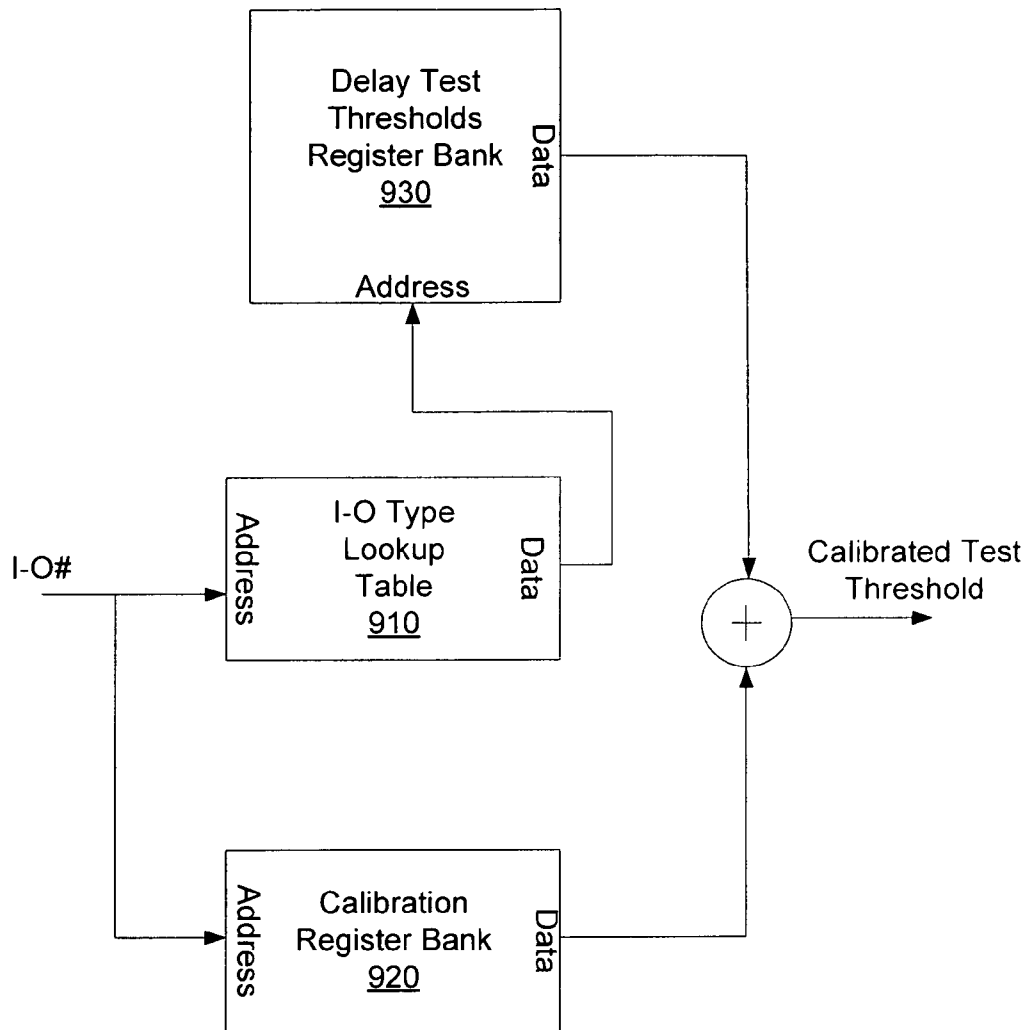 Delay Test
Thresholds
Register Bank
930
Data
Address
I-O#
Address
I-O Type
Lookup
Table
910
Data
Calibrated Test
Threshold
+
Address
Calibration
Register Bank
920
Data